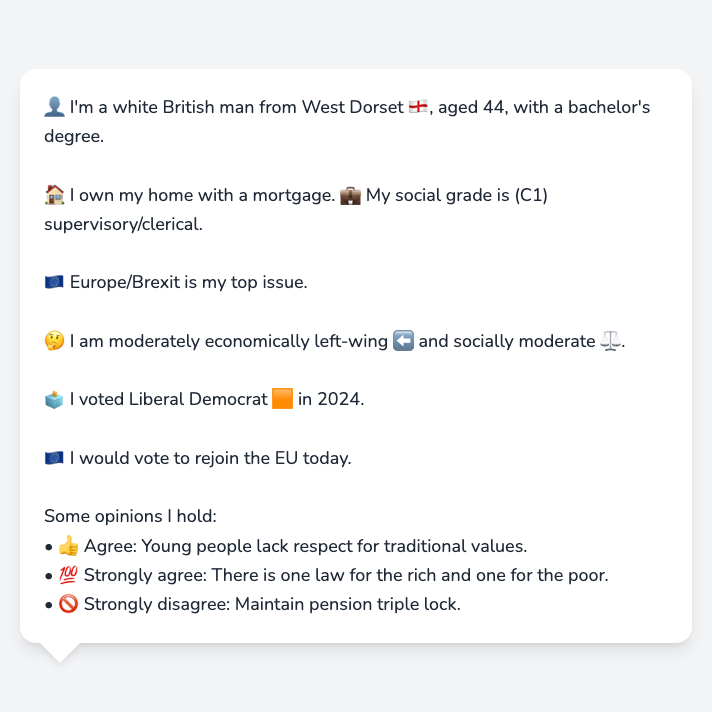 👤 I'm a white British man from West Dorset 🏴󠁧󠁢󠁥󠁮󠁧󠁿, aged 44, with a bachelor's
degree.
🏠 I own my home with a mortgage. 💼 My social grade is (C1)
supervisory/clerical.
🇪🇺 Europe/Brexit is my top issue.
🤔 I am moderately economically left-wing ⬅️ and socially moderate ⚖️.
🗳️ I voted Liberal Democrat 🟧 in 2024.
🇪🇺 I would vote to rejoin the EU today.
Some opinions I hold:
• 👍 Agree: Young people lack respect for traditional values.
• 💯 Strongly agree: There is one law for the rich and one for the poor.
• 🚫 Strongly disagree: Maintain pension triple lock.